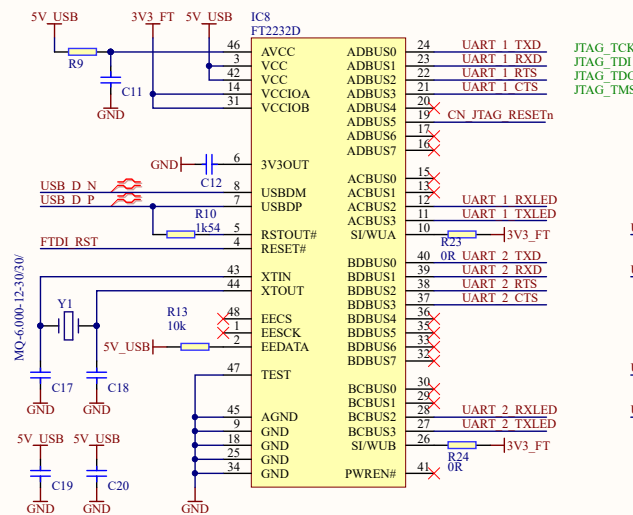 5V_USB 3V3_FT 5V_USB IC8
FT2232D
R9 46 AVCC ADBUS0 24 UART_1_TXD JTAG_TCK
3 VCC ADBUS1 23 UART_1_RXD JTAG_TDI
42 VCC ADBUS2 22 UART_1_RTS JTAG_TDO
C11 14 VCCIOA ADBUS3 21 UART_1_CTS JTAG_TMS
31 VCCIOB ADBUS4 20
GND ADBUS5 19 CN_JTAG_RESETn
ADBUS6 17
ADBUS7 16
GND C12 6 3V3OUT
ACBUS0 15
USB_D_N 8 USBDM ACBUS1 13
USB_D_P 7 USBDP ACBUS2 12 UART_1_RXLED
R10 ACBUS3 11 UART_1_TXLED
1k54 5 RSTOUT# SI/WUA 10 R23 3V3_FT
FTDI_RST 4 RESET# 0R
BDBUS0 40 UART_2_TXD
43 XTIN BDBUS1 39 UART_2_RXD
44 XTOUT BDBUS2 38 UART_2_RTS
MQ-6.000-12-30/30/ Y1 BDBUS3 37 UART_2_CTS
R13 48 EECS BDBUS4 36
10k 1 EESCK BDBUS5 35
5V_USB 2 EEDATA BDBUS6 33
BDBUS7 32
C17 C18 47 TEST
BCBUS0 30
GND GND BCBUS1 29
45 AGND BCBUS2 28 UART_2_RXLED
9 GND BCBUS3 27 UART_2_TXLED
5V_USB 5V_USB 18 GND SI/WUB 26 R24 3V3_FT
25 GND 0R
C19 C20 34 GND PWREN# 41
GND GND GND